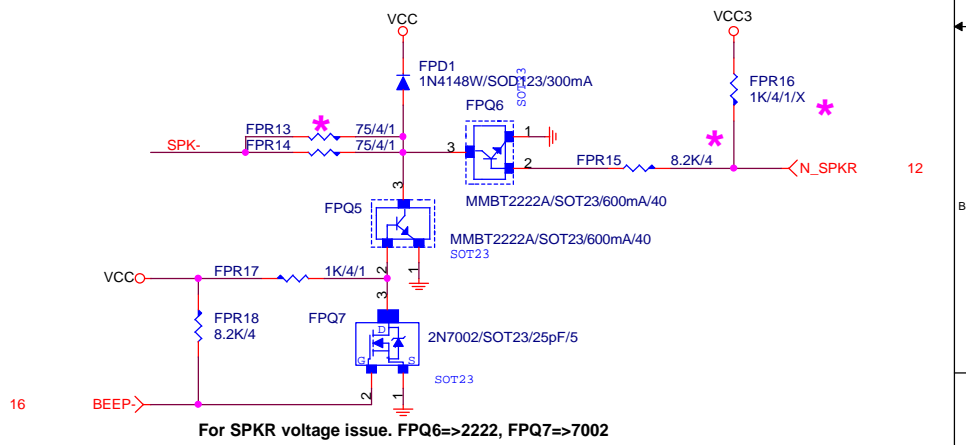 VCC
VCC3
FPD1
1N4148W/SOD123/300mA
SOT23
FPR16
1K/4/1/X
*
*
*
FPQ6
1
FPR13
75/4/1
SPK-
FPR14
75/4/1
3
2
FPR15
8.2K/4
N_SPKR
12
B
3
FPQ5
MMBT2222A/SOT23/600mA/40
MMBT2222A/SOT23/600mA/40
SOT23
2
1
VCC
FPR17
1K/4/1
3
FPR18
8.2K/4
FPQ7
D
G
S
2N7002/SOT23/25pF/5
SOT23
2
1
16
BEEP-
For SPKR voltage issue. FPQ6=>2222, FPQ7=>7002